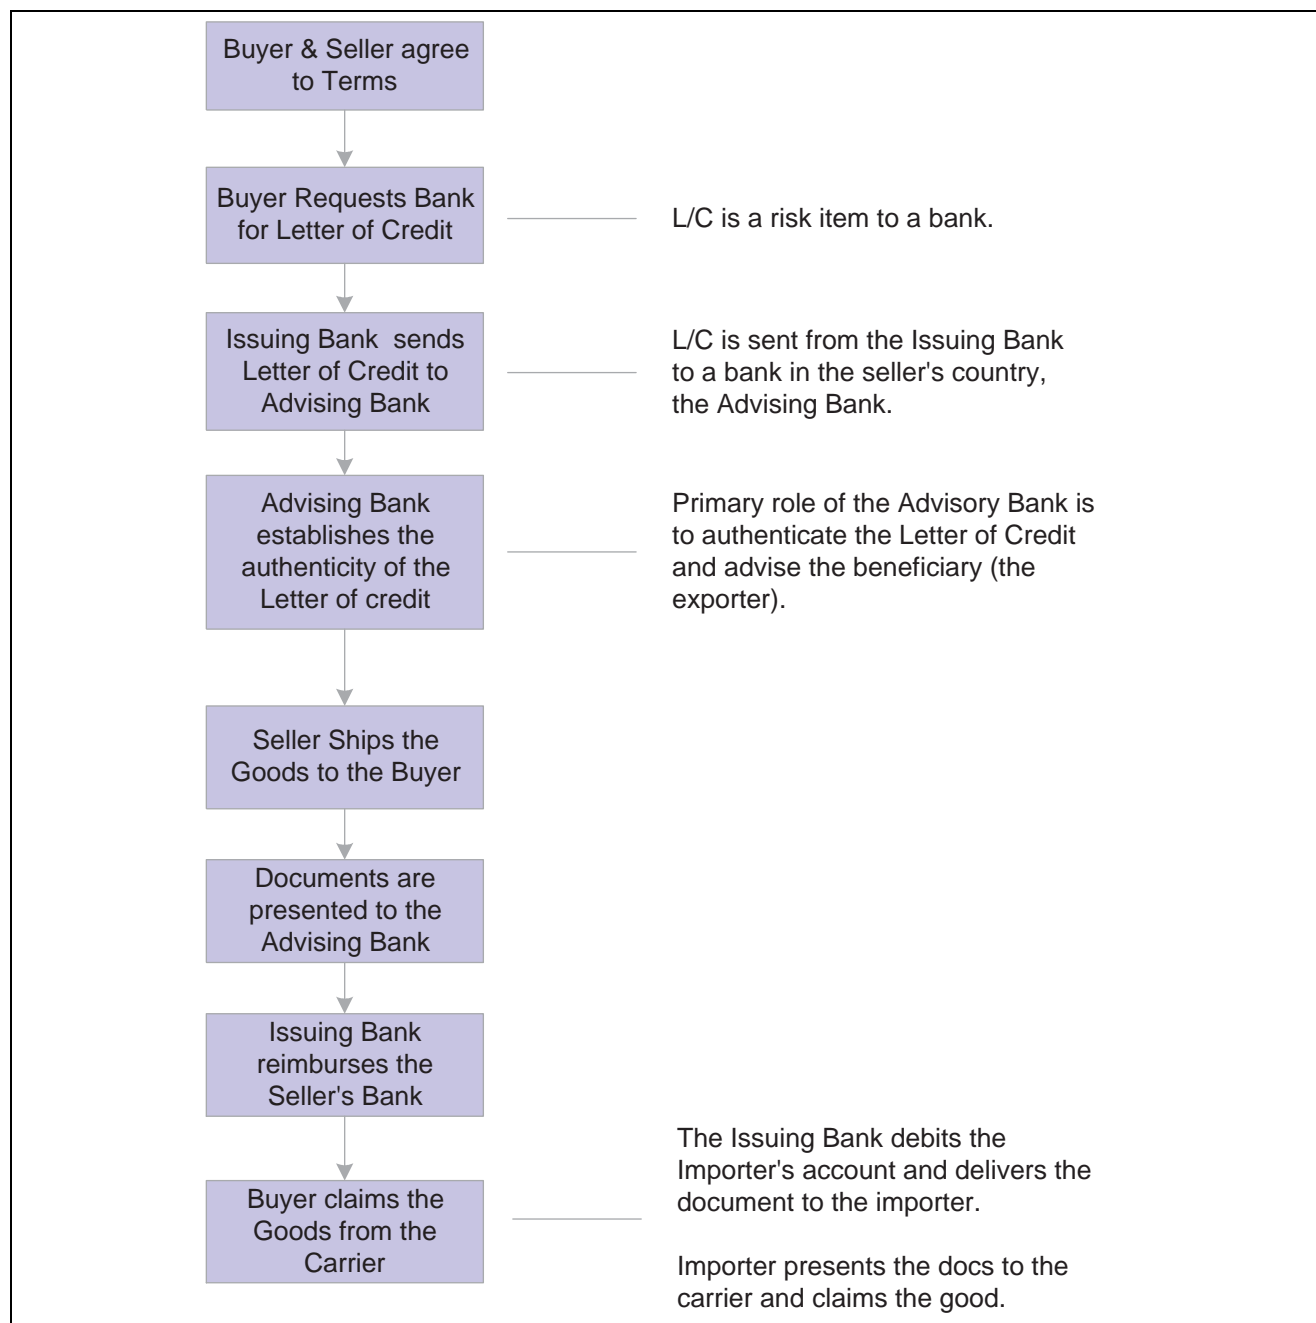 Buyer & Seller agree
to Terms
Buyer Requests Bank
for Letter of Credit
L/C is a risk item to a bank.
Issuing Bank  sends
Letter of Credit to
Advising Bank
L/C is sent from the Issuing Bank
to a bank in the seller's country,
the Advising Bank.
Advising Bank
establishes the
authenticity of the
Letter of credit
Primary role of the Advisory Bank is
to authenticate the Letter of Credit
and advise the beneficiary (the
exporter).
Seller Ships the
Goods to the Buyer
Documents are
presented to the
Advising Bank
Issuing Bank
reimburses the
Seller's Bank
Buyer claims the
Goods from the
Carrier
The Issuing Bank debits the
Importer's account and delivers the
document to the importer.
Importer presents the docs to the
carrier and claims the good.